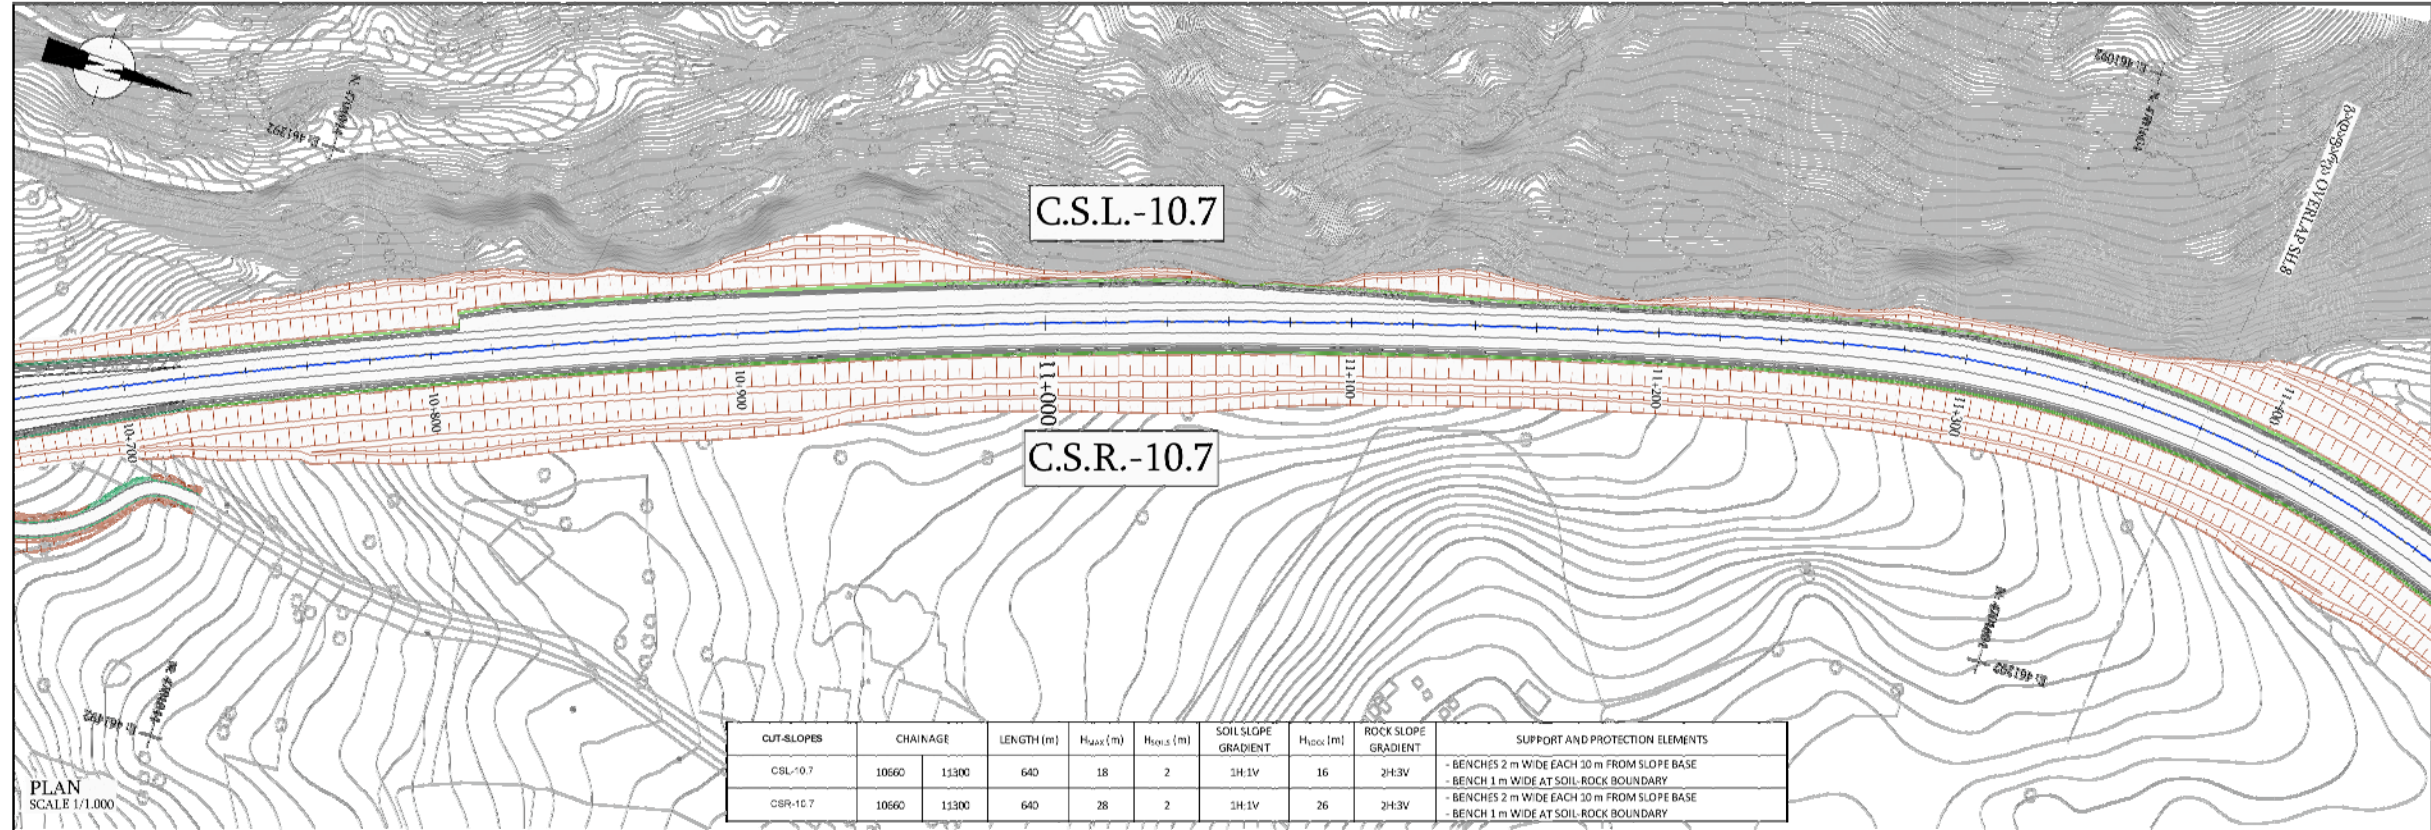 C.S.L.-10.7
OVERLAP SH.8
10+700
10+800
10+900
11+000
11+100
11+200
11+300
11+400
C.S.R.-10.7
E: 461292
E: 461092
E: 461492
E: 461292
PLAN
SCALE 1/1.000
CUT-SLOPES CHAINAGE LENGTH (m) HMAX (m) HSOILS (m) SOIL SLOPE GRADIENT HROCK (m) ROCK SLOPE GRADIENT SUPPORT AND PROTECTION ELEMENTS
CSL-10.7 10660 11300 640 18 2 1H:1V 16 2H:3V - BENCHES 2 m WIDE EACH 10 m FROM SLOPE BASE
- BENCH 1 m WIDE AT SOIL-ROCK BOUNDARY
CSR-10.7 10660 11300 640 28 2 1H:1V 26 2H:3V - BENCHES 2 m WIDE EACH 10 m FROM SLOPE BASE
- BENCH 1 m WIDE AT SOIL-ROCK BOUNDARY